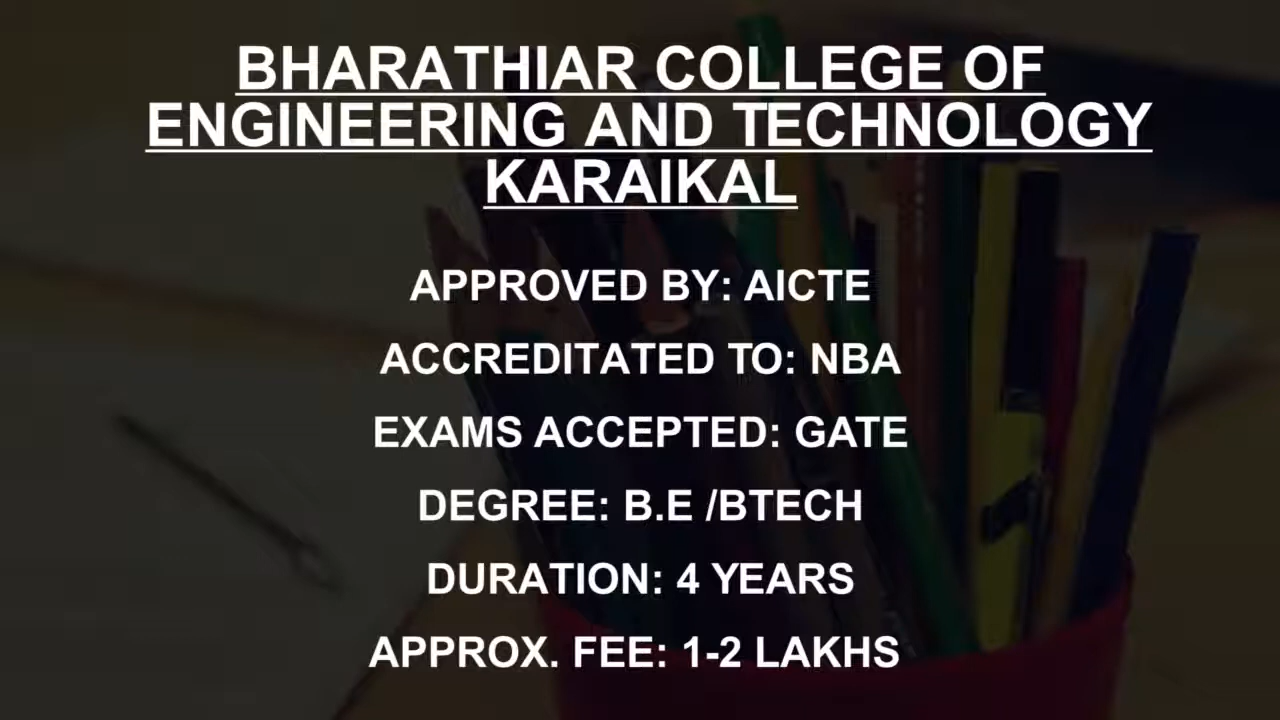 BHARATHIAR COLLEGE OF
ENGINEERING AND TECHNOLOGY
KARAIKAL
APPROVED BY: AICTE
ACCREDITATED TO: NBA
EXAMS ACCEPTED: GATE
DEGREE: B.E /BTECH
DURATION: 4 YEARS
APPROX. FEE: 1-2 LAKHS